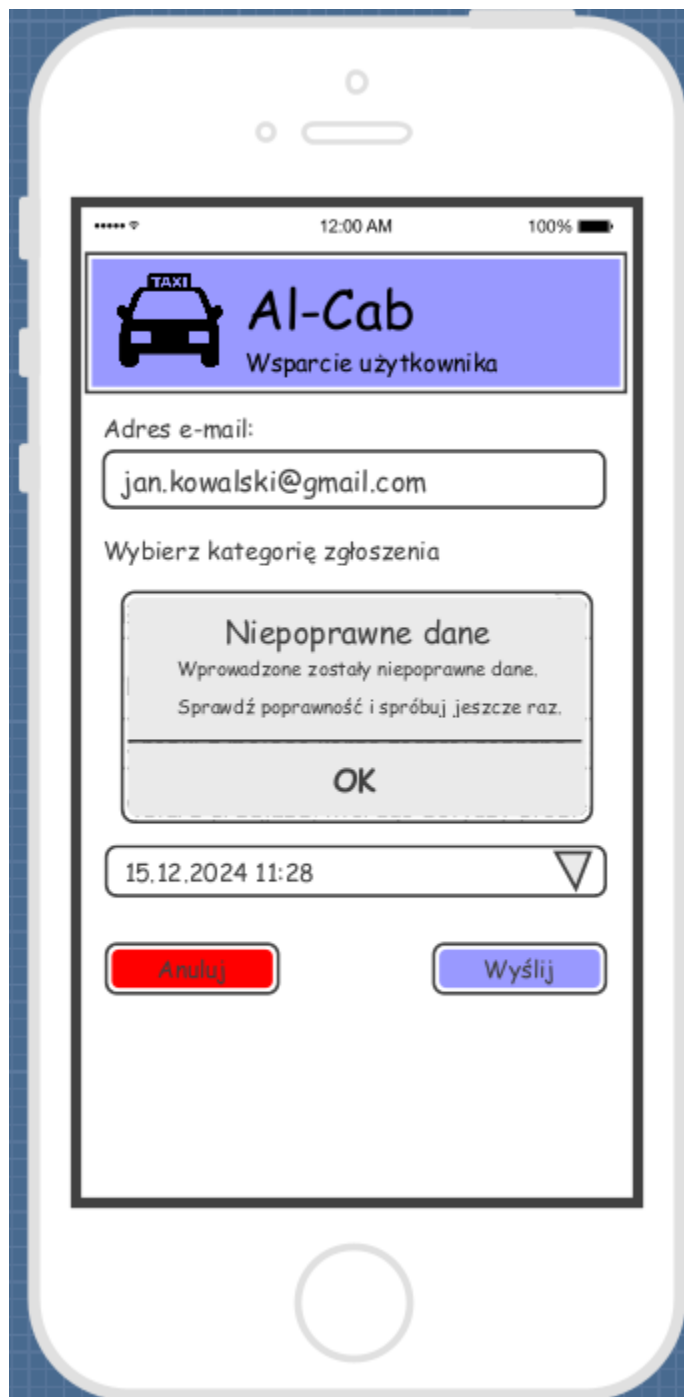 12:00 AM 100%
TAXI
Al-Cab
Wsparcie użytkownika
Adres e-mail:
jan.kowalski@gmail.com
Wybierz kategorię zgłoszenia
Niepoprawne dane
Wprowadzone zostały niepoprawne dane.
Sprawdź poprawność i spróbuj jeszcze raz.
OK
15.12.2024 11:28
Anuluj Wyślij